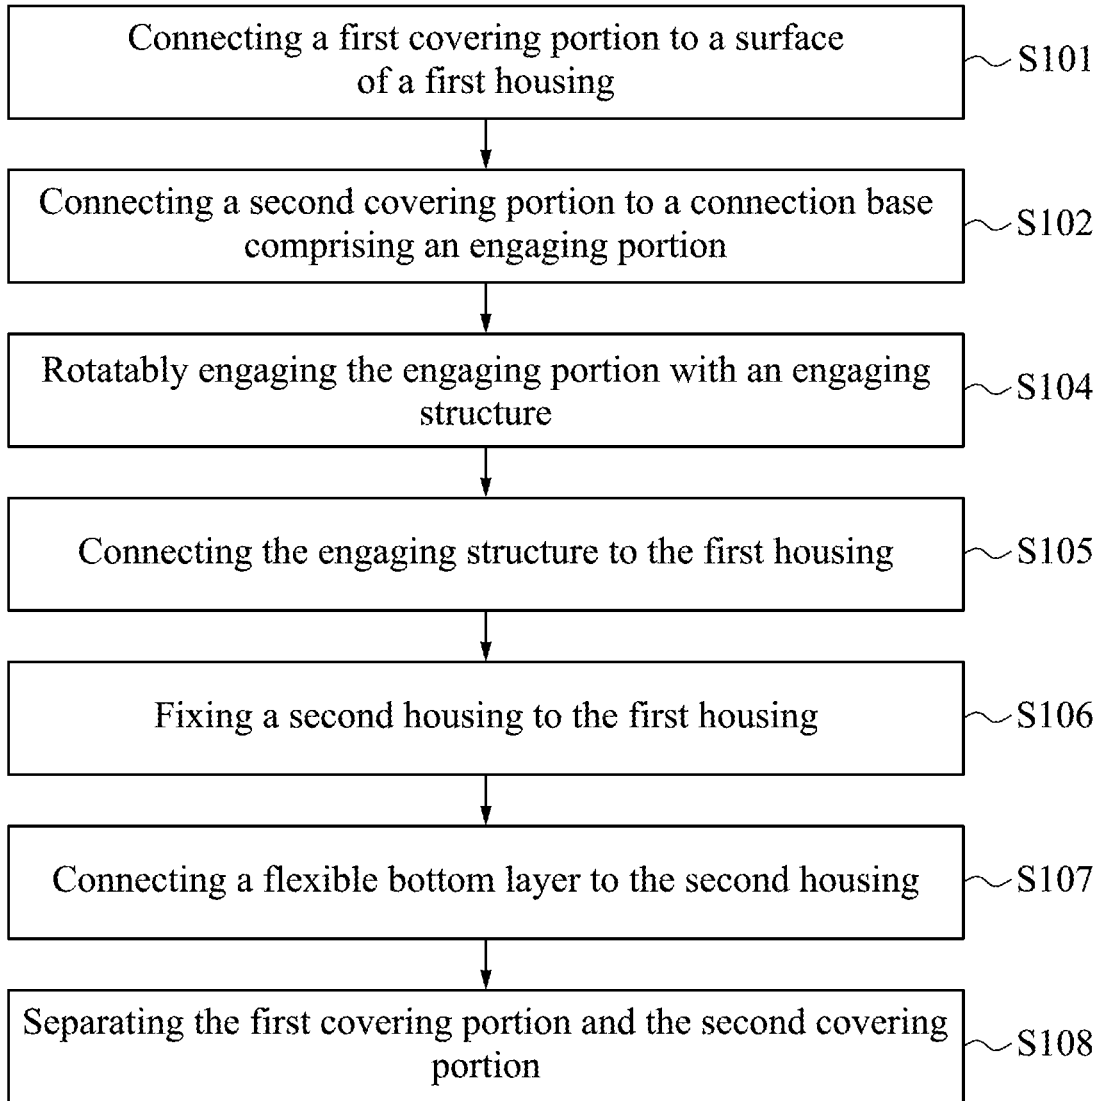 Connecting a first covering portion to a surface
of a first housing
S101
Connecting a second covering portion to a connection base
comprising an engaging portion
S102
Rotatably engaging the engaging portion with an engaging
structure
S104
Connecting the engaging structure to the first housing
S105
Fixing a second housing to the first housing
S106
Connecting a flexible bottom layer to the second housing
S107
Separating the first covering portion and the second covering
portion
S108